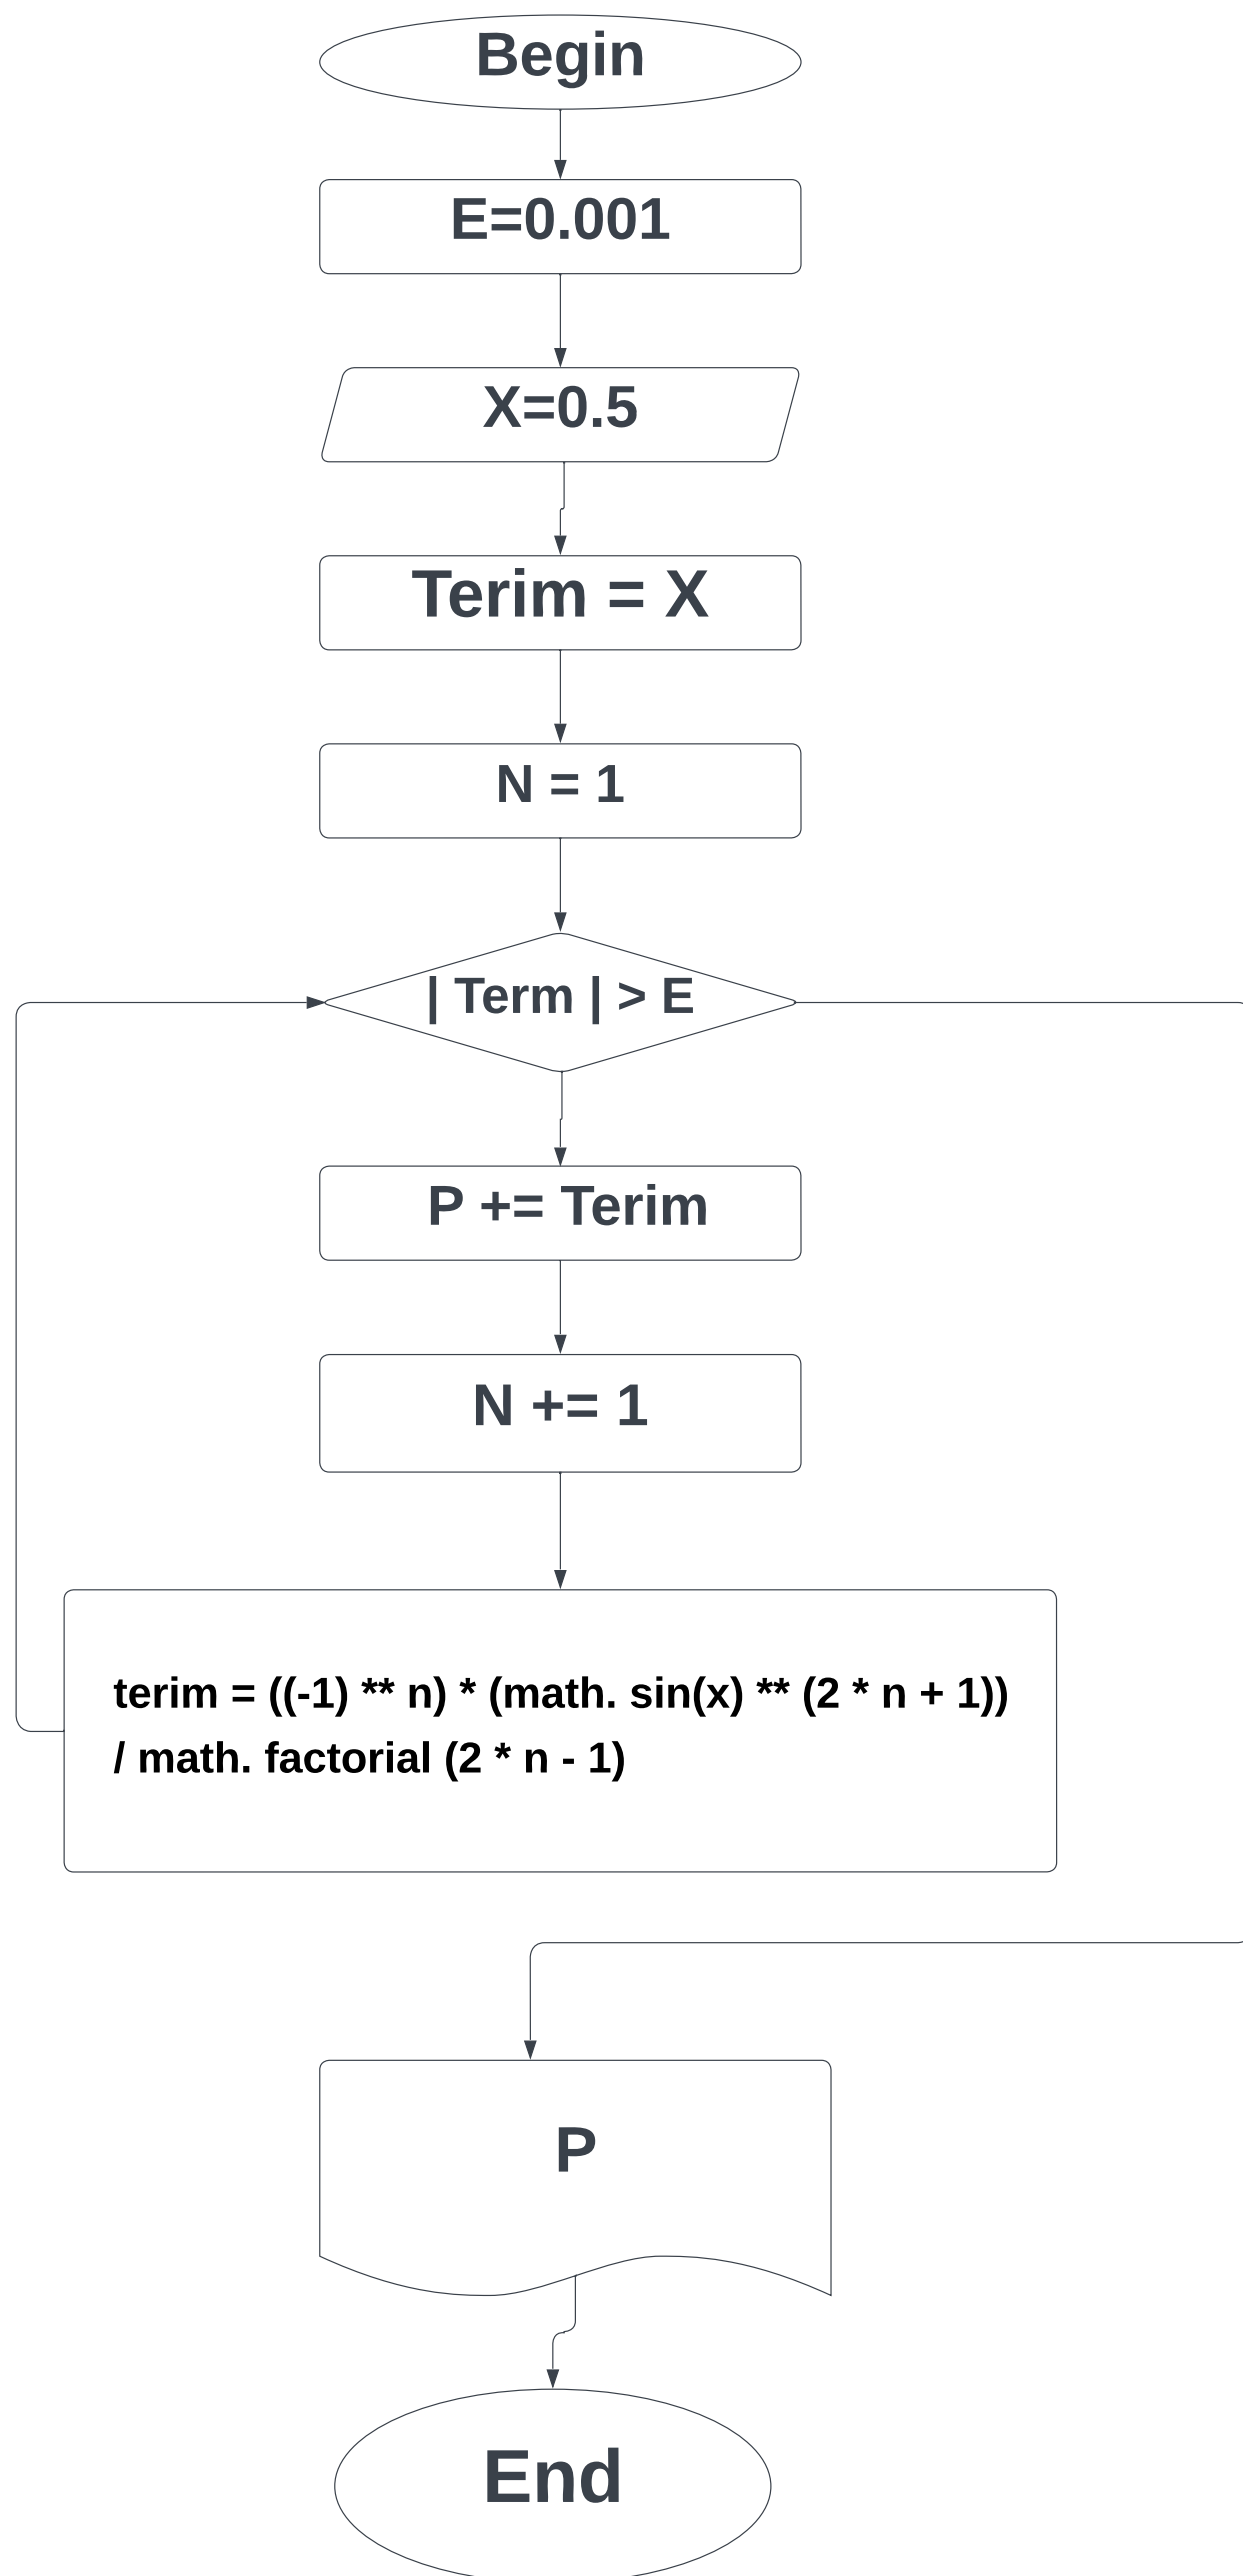 Begin
E=0.001
X=0.5
Terim = X
N = 1
| Term | > E
P += Terim
N += 1
terim = ((-1) ** n) * (math. sin(x) ** (2 * n + 1))
/ math. factorial (2 * n - 1)
P
End